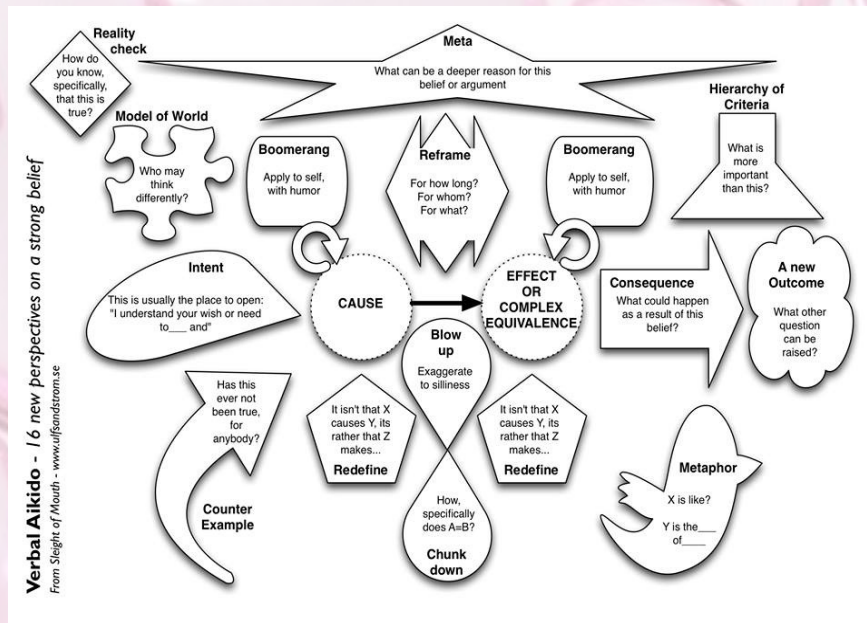 Reality
check
How do
you know,
specifically,
that this is
true?
Meta
What can be a deeper reason for this
belief or argument
Hierarchy of
Criteria
What is
more
important
than this?
Model of World
Who may
think
differently?
Boomerang
Apply to self,
with humor
Reframe
For how long?
For whom?
For what?
Boomerang
Apply to self,
with humor
Intent
This is usually the place to open:
"I understand your wish or need
to___ and"
CAUSE
EFFECT
OR
COMPLEX
EQUIVALENCE
Consequence
What could happen
as a result of this
belief?
A new
Outcome
What other
question
can be
raised?
Blow
up
Exaggerate
to silliness
Has this
ever not
been true,
for
anybody?
Counter
Example
It isn't that X
causes Y, its
rather that Z
makes...
Redefine
It isn't that X
causes Y, its
rather that Z
makes...
Redefine
How,
specifically
does A=B?
Chunk
down
Metaphor
X is like?
Y is the___
of____
Verbal Aikido - 16 new perspectives on a strong belief
From Sleight of Mouth - www.ulfsandstrom.se